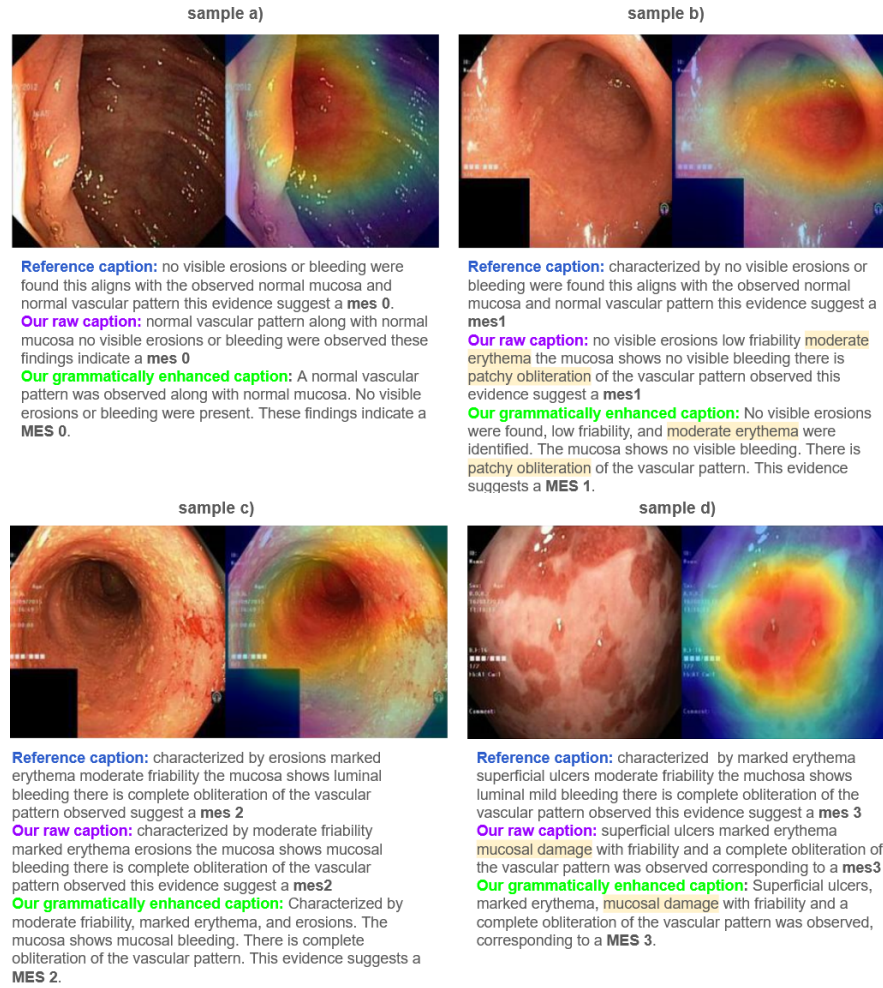 sample a)
sample b)
Reference caption: no visible erosions or bleeding were
found this aligns with the observed normal mucosa and
normal vascular pattern this evidence suggest a mes 0.
Our raw caption: normal vascular pattern along with normal
mucosa no visible erosions or bleeding were observed these
findings indicate a mes 0
Our grammatically enhanced caption: A normal vascular
pattern was observed along with normal mucosa. No visible
erosions or bleeding were present. These findings indicate a
MES 0.
Reference caption: characterized by no visible erosions or
bleeding were found this aligns with the observed normal
mucosa and normal vascular pattern this evidence suggest a
mes1
Our raw caption: no visible erosions low friability moderate
erythema the mucosa shows no visible bleeding there is
patchy obliteration of the vascular pattern observed this
evidence suggest a mes1
Our grammatically enhanced caption: No visible erosions
were found, low friability, and moderate erythema were
identified. The mucosa shows no visible bleeding. There is
patchy obliteration of the vascular pattern. This evidence
suggests a MES 1.
sample c)
sample d)
Comment:
Reference caption: characterized by erosions marked
erythema moderate friability the mucosa shows luminal
bleeding there is complete obliteration of the vascular
pattern observed suggest a mes 2
Our raw caption: characterized by moderate friability
marked erythema erosions the mucosa shows mucosal
bleeding there is complete obliteration of the vascular
pattern observed this evidence suggest a mes2
Our grammatically enhanced caption: Characterized by
moderate friability, marked erythema, and erosions. The
mucosa shows mucosal bleeding. There is complete
obliteration of the vascular pattern. This evidence suggests a
MES 2.
Reference caption: characterized by marked erythema
superficial ulcers moderate friability the muchosa shows
luminal mild bleeding there is complete obliteration of the
vascular pattern observed this evidence suggest a mes 3
Our raw caption: superficial ulcers marked erythema
mucosal damage with friability and a complete obliteration of
the vascular pattern was observed corresponding to a mes3
Our grammatically enhanced caption: Superficial ulcers,
marked erythema, mucosal damage with friability and a
complete obliteration of the vascular pattern was observed,
corresponding to a MES 3.